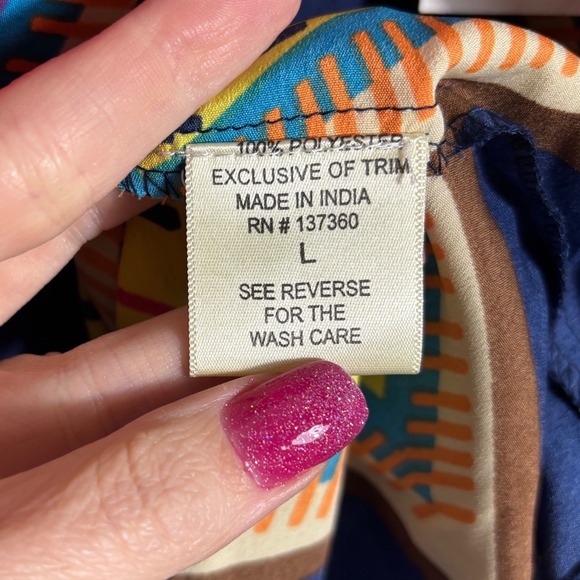 100% POLYESTER
EXCLUSIVE OF TRIM
MADE IN INDIA
RN # 137360
L
SEE REVERSE
FOR THE
WASH CARE